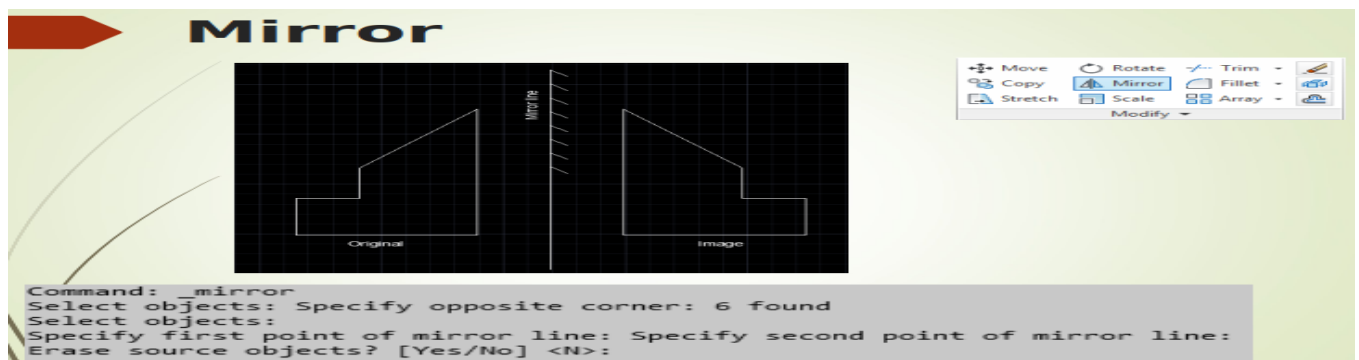 Mirror
Move Rotate Trim
Copy Mirror Fillet
Stretch Scale Array
Modify
Mirror line
Original Image
Command: _mirror
Select objects: Specify opposite corner: 6 found
Select objects:
Specify first point of mirror line: Specify second point of mirror line:
Erase source objects? [Yes/No] <N>: